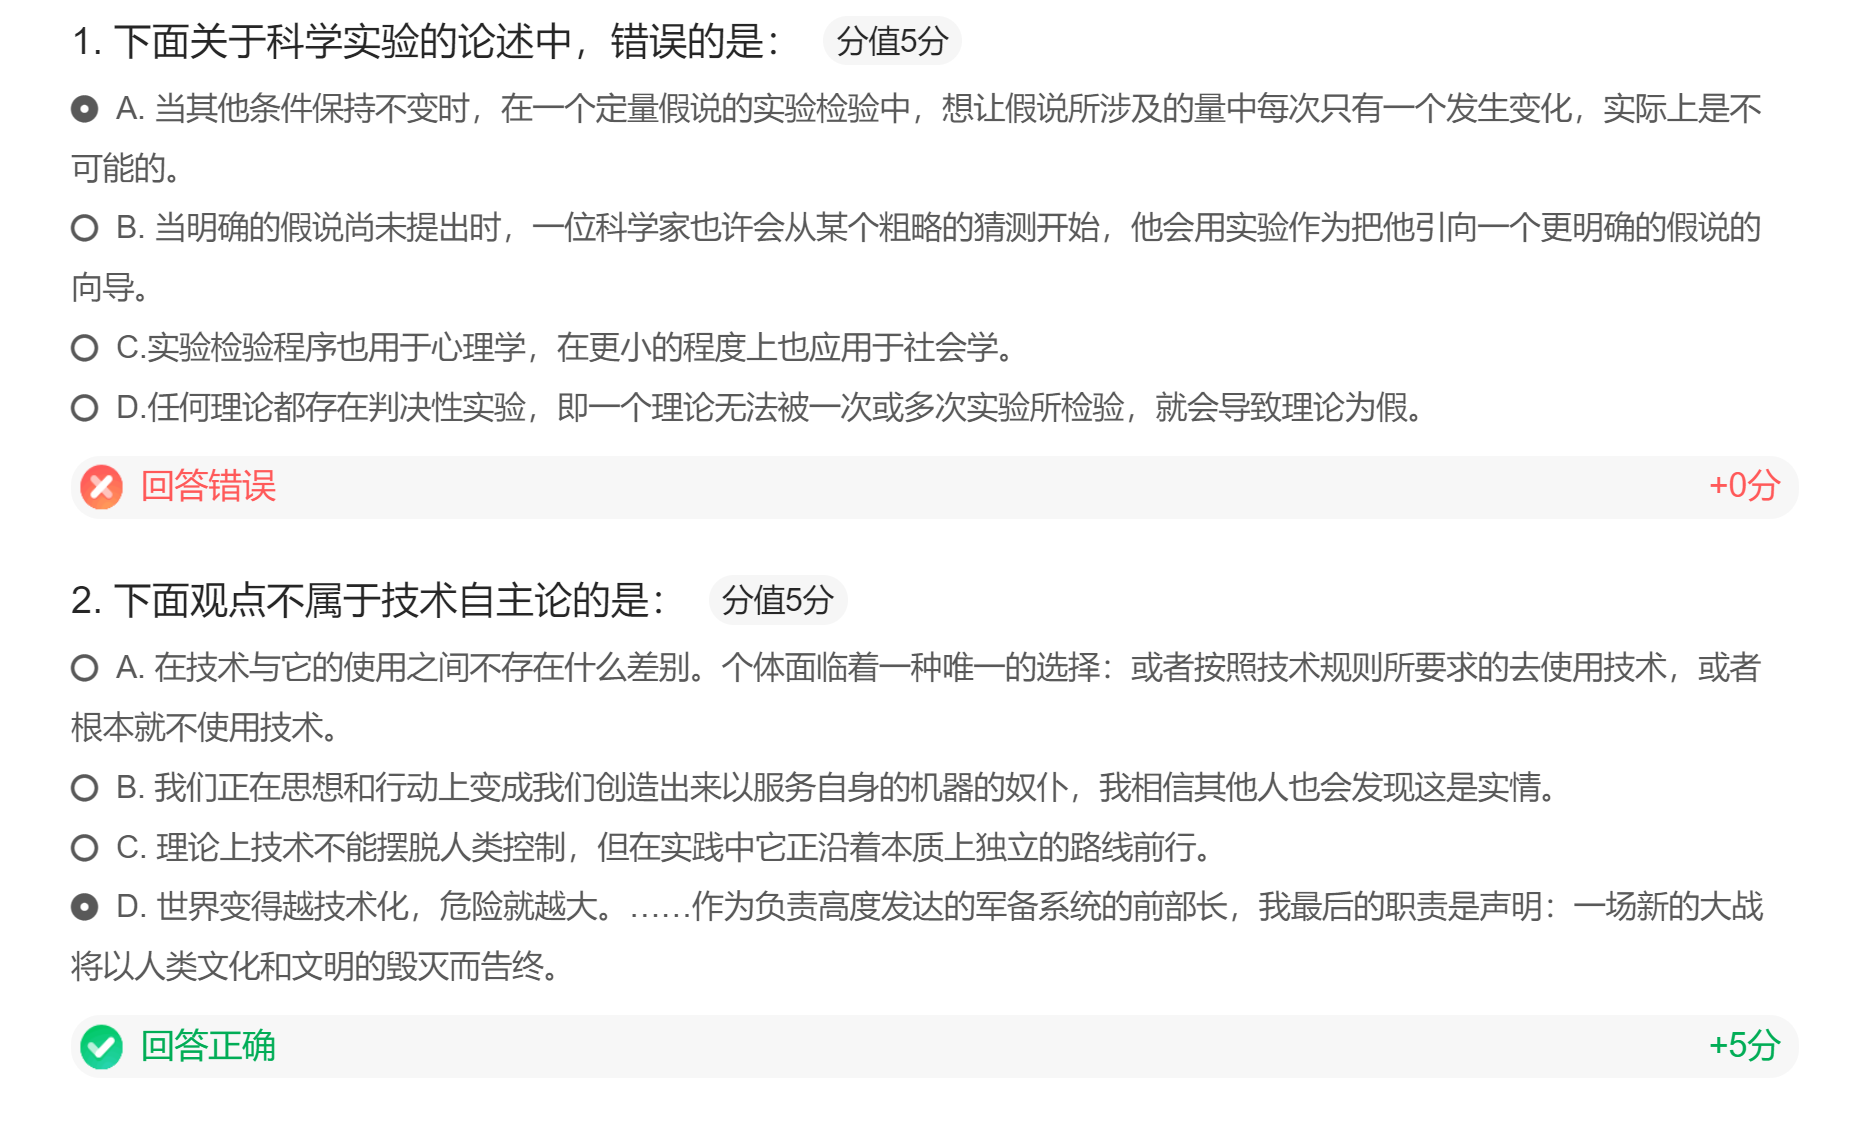 1. 下面关于科学实验的论述中，错误的是： 分值5分
A. 当其他条件保持不变时，在一个定量假说的实验检验中，想让假说所涉及的量中每次只有一个发生变化，实际上是不
可能的。
B. 当明确的假说尚未提出时，一位科学家也许会从某个粗略的猜测开始，他会用实验作为把他引向一个更明确的假说的
向导。
C.实验检验程序也用于心理学，在更小的程度上也应用于社会学。
D.任何理论都存在判决性实验，即一个理论无法被一次或多次实验所检验，就会导致理论为假。
回答错误 +0分
2. 下面观点不属于技术自主论的是： 分值5分
A. 在技术与它的使用之间不存在什么差别。个体面临着一种唯一的选择：或者按照技术规则所要求的去使用技术，或者
根本就不使用技术。
B. 我们正在思想和行动上变成我们创造出来以服务自身的机器的奴仆，我相信其他人也会发现这是实情。
C. 理论上技术不能摆脱人类控制，但在实践中它正沿着本质上独立的路线前行。
D. 世界变得越技术化，危险就越大。……作为负责高度发达的军备系统的前部长，我最后的职责是声明：一场新的大战
将以人类文化和文明的毁灭而告终。
回答正确 +5分